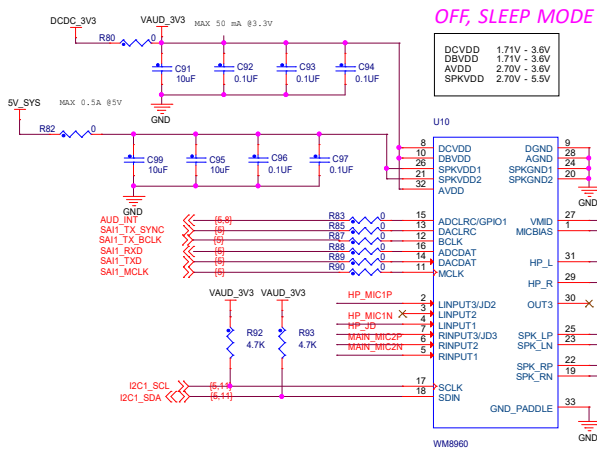 OFF, SLEEP MODE
DCDC_3V3
VAUD_3V3
MAX 50 mA @3.3V
R80
0
C91
10uF
C92
0.1UF
C93
0.1UF
C94
0.1UF
GND
DCVDD 1.71V - 3.6V
DBVDD 1.71V - 3.6V
AVDD 2.70V - 3.6V
SPKVDD 2.70V - 5.5V
5V_SYS
MAX 0.5A @5V
R82
0
C99
10uF
C95
10uF
C96
0.1UF
C97
0.1UF
GND
U10
8 DCVDD
10 DBVDD
26 SPKVDD1
21 SPKVDD2
32 AVDD
DGND 9
AGND 28
SPKGND1 24
SPKGND2 20
GND
AUD_INT {5,8} R83 0 15 ADCLRC/GPIO1
SAI1_TX_SYNC {5} R85 0 13 DACLRC
SAI1_TX_BCLK {5} R87 0 12 BCLK
SAI1_RXD {5} R88 0 16 ADCDAT
SAI1_TXD {5} R89 0 14 DACDAT
SAI1_MCLK {5} R90 0 11 MCLK
VMID 27
MICBIAS 1
HP_L 31
HP_R 29
OUT3 30
SPK_LP 25
SPK_LN 23
SPK_RP 22
SPK_RN 19
GND_PADDLE 33
GND
HP_MIC1P 2 LINPUT3/JD2
3 LINPUT2
HP_MIC1N 4 LINPUT1
HP_JD 7 RINPUT3/JD3
MAIN_MIC2P 6 RINPUT2
MAIN_MIC2N 5 RINPUT1
VAUD_3V3
VAUD_3V3
R92
4.7K
R93
4.7K
I2C1_SCL {5,11} 17 SCLK
I2C1_SDA {5,11} 18 SDIN
WM8960